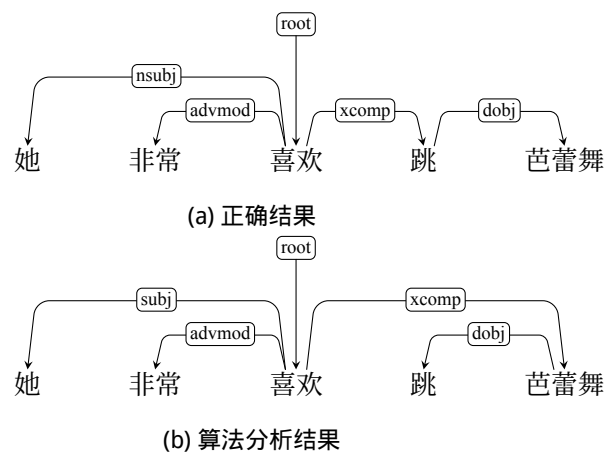 root
nsubj
advmod xcomp dobj
她 非常 喜欢 跳 芭蕾舞
(a) 正确结果
root
subj xcomp
advmod dobj
她 非常 喜欢 跳 芭蕾舞
(b) 算法分析结果